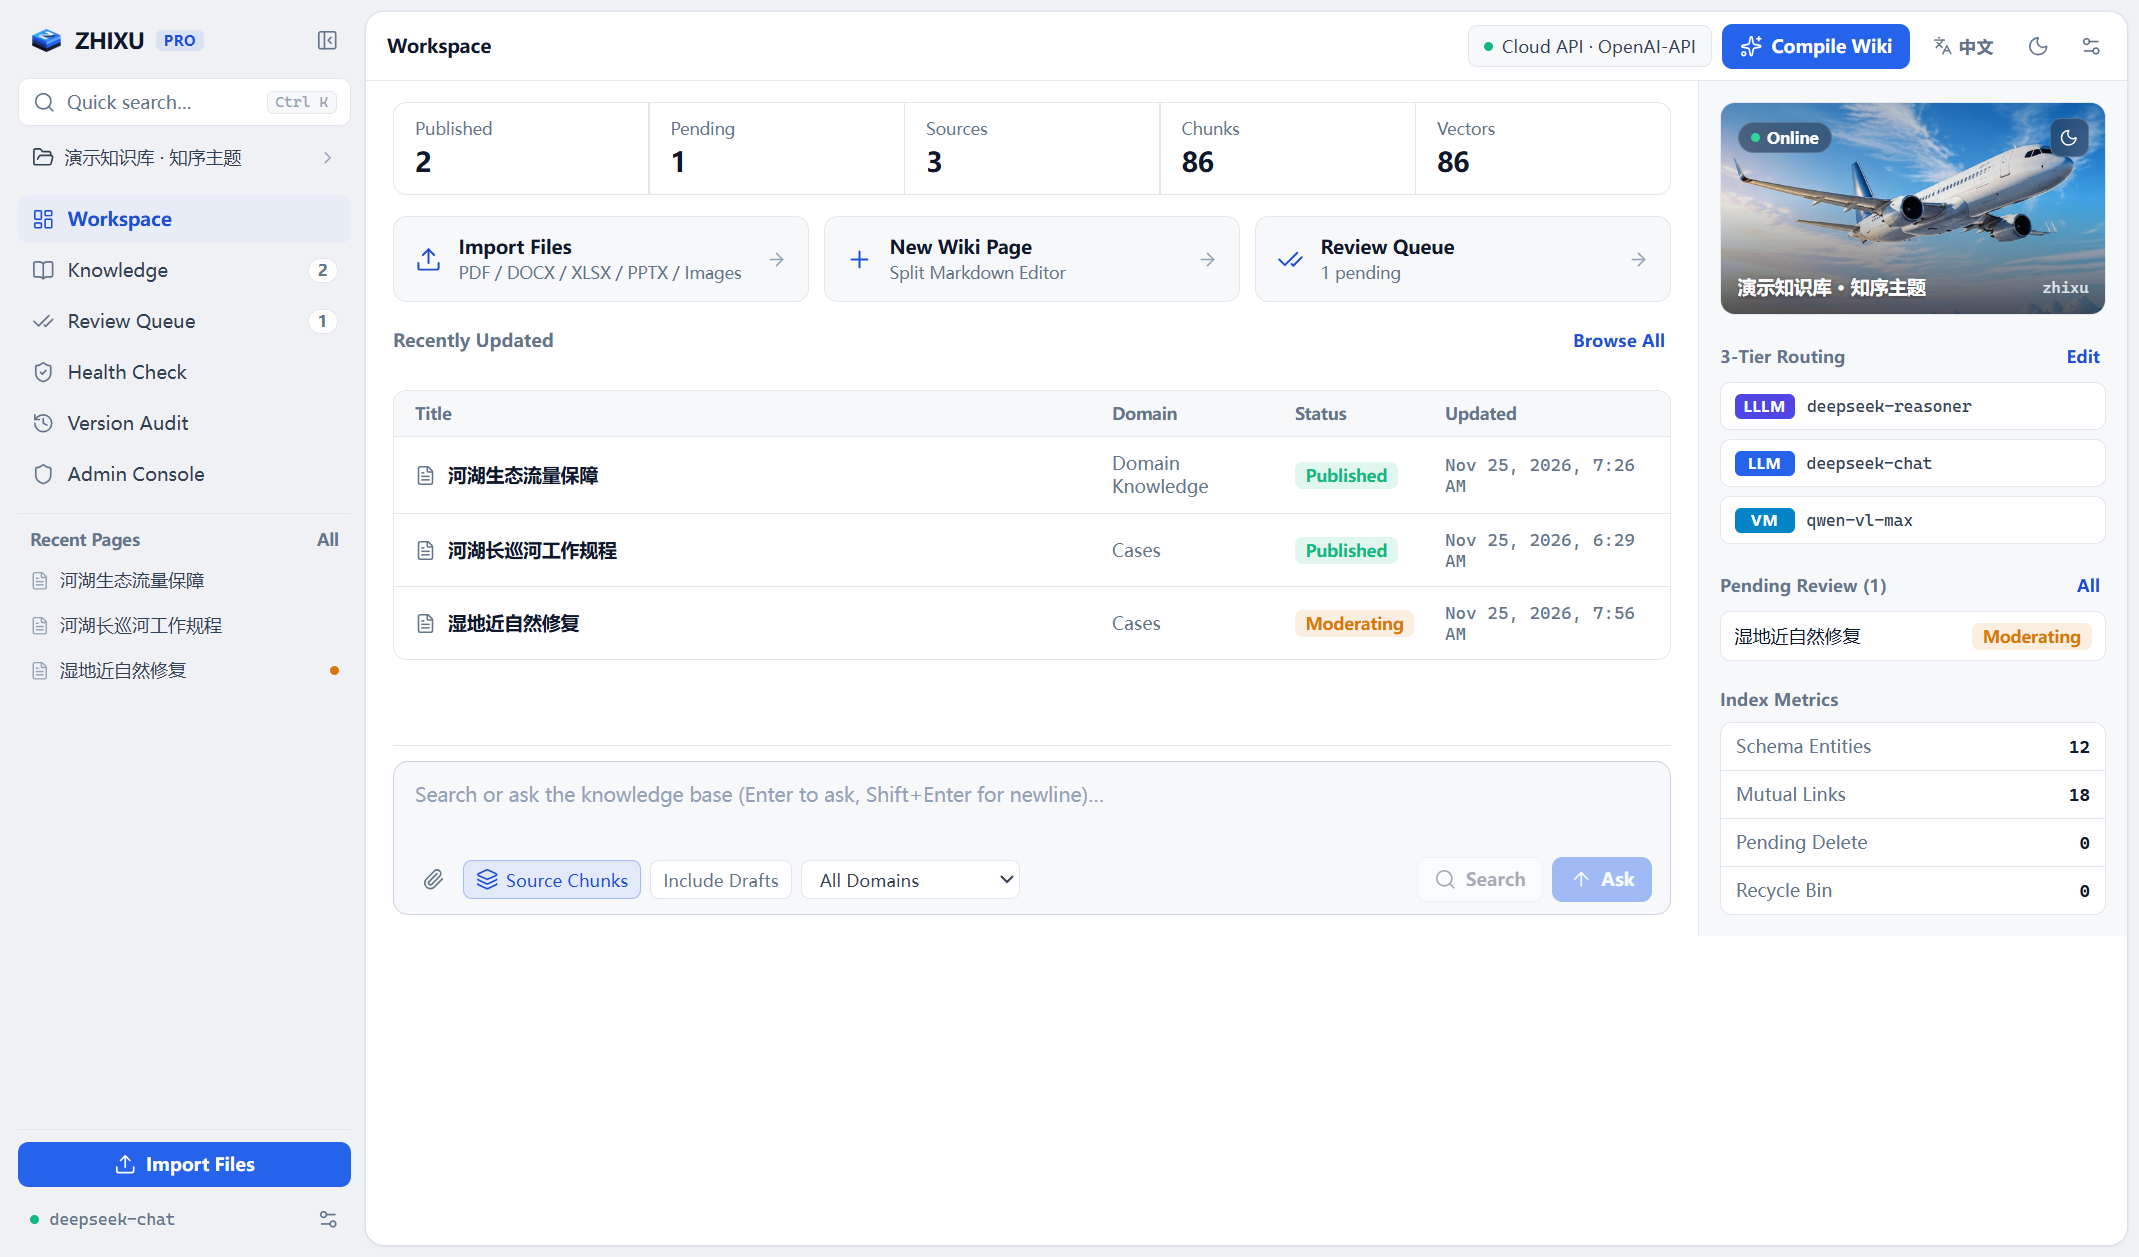 ZHIXU PRO
Quick search... Ctrl K
演示知识库 · 知序主题
Workspace
Knowledge 2
Review Queue 1
Health Check
Version Audit
Admin Console
Recent Pages All
河湖生态流量保障
河湖长巡河工作规程
湿地近自然修复
Import Files
deepseek-chat
Workspace
Cloud API · OpenAI-API
Compile Wiki
中文
Published
2
Pending
1
Sources
3
Chunks
86
Vectors
86
Import Files
PDF / DOCX / XLSX / PPTX / Images
New Wiki Page
Split Markdown Editor
Review Queue
1 pending
Recently Updated Browse All
Title Domain Status Updated
河湖生态流量保障 Domain Knowledge Published Nov 25, 2026, 7:26 AM
河湖长巡河工作规程 Cases Published Nov 25, 2026, 6:29 AM
湿地近自然修复 Cases Moderating Nov 25, 2026, 7:56 AM
Search or ask the knowledge base (Enter to ask, Shift+Enter for newline)...
Source Chunks Include Drafts All Domains Search Ask
Online
演示知识库 • 知序主题 zhixu
3-Tier Routing Edit
LLLM deepseek-reasoner
LLM deepseek-chat
VM qwen-vl-max
Pending Review (1) All
湿地近自然修复 Moderating
Index Metrics
Schema Entities 12
Mutual Links 18
Pending Delete 0
Recycle Bin 0